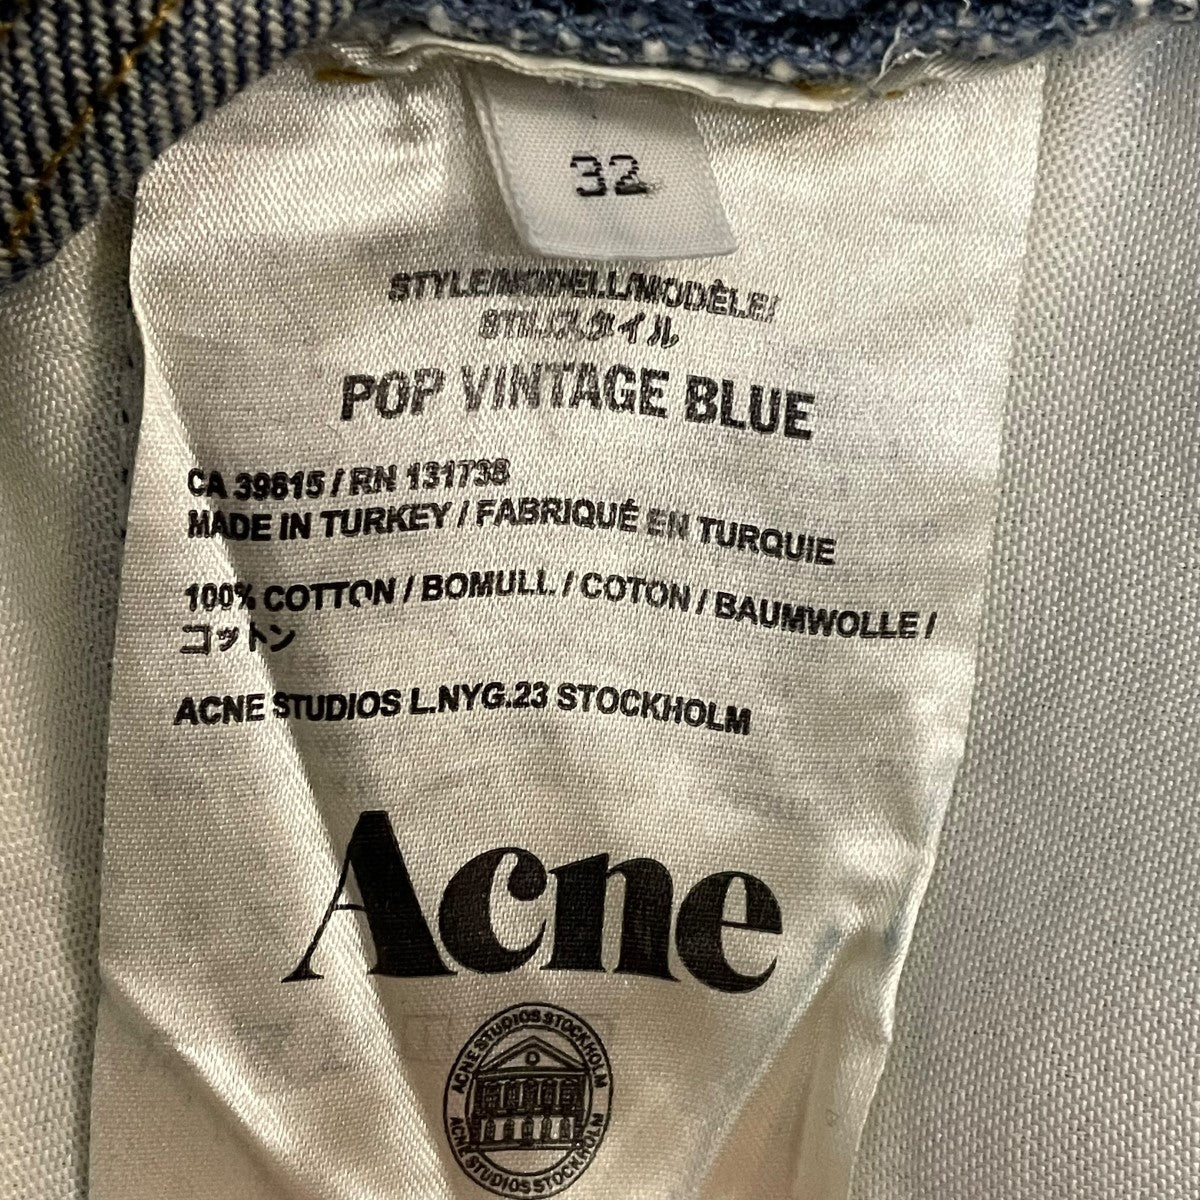 32
STYLE/MODELL/MODÈLE/
STIL/スタイル
POP VINTAGE BLUE
CA 39615 / RN 131738
MADE IN TURKEY / FABRIQUÉ EN TURQUIE
100% COTTON / BOMULL / COTON / BAUMWOLLE /
コットン
ACNE STUDIOS L.NYG.23 STOCKHOLM
Acne
ACNE STUDIOS STOCKHOLM
ACNE STUDIOS STOCKHOLM